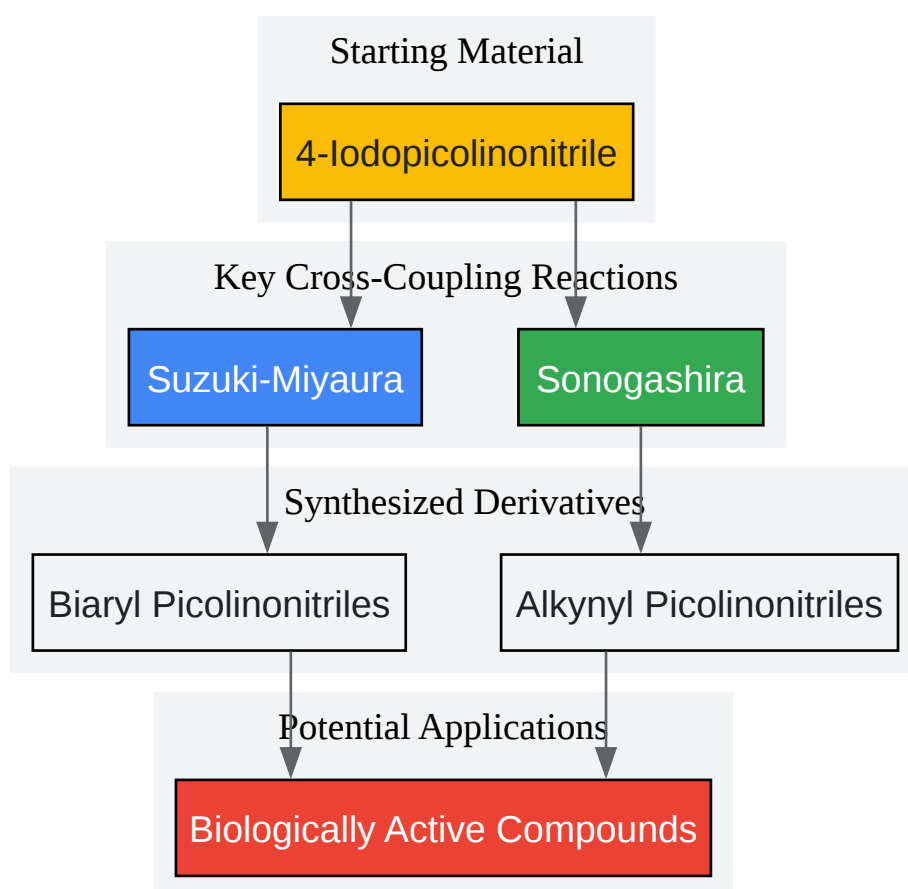 Starting Material
4-Iodopicolinonitrile
Key Cross-Coupling Reactions
Suzuki-Miyaura
Sonogashira
Synthesized Derivatives
Biaryl Picolinonitriles
Alkynyl Picolinonitriles
Potential Applications
Biologically Active Compounds